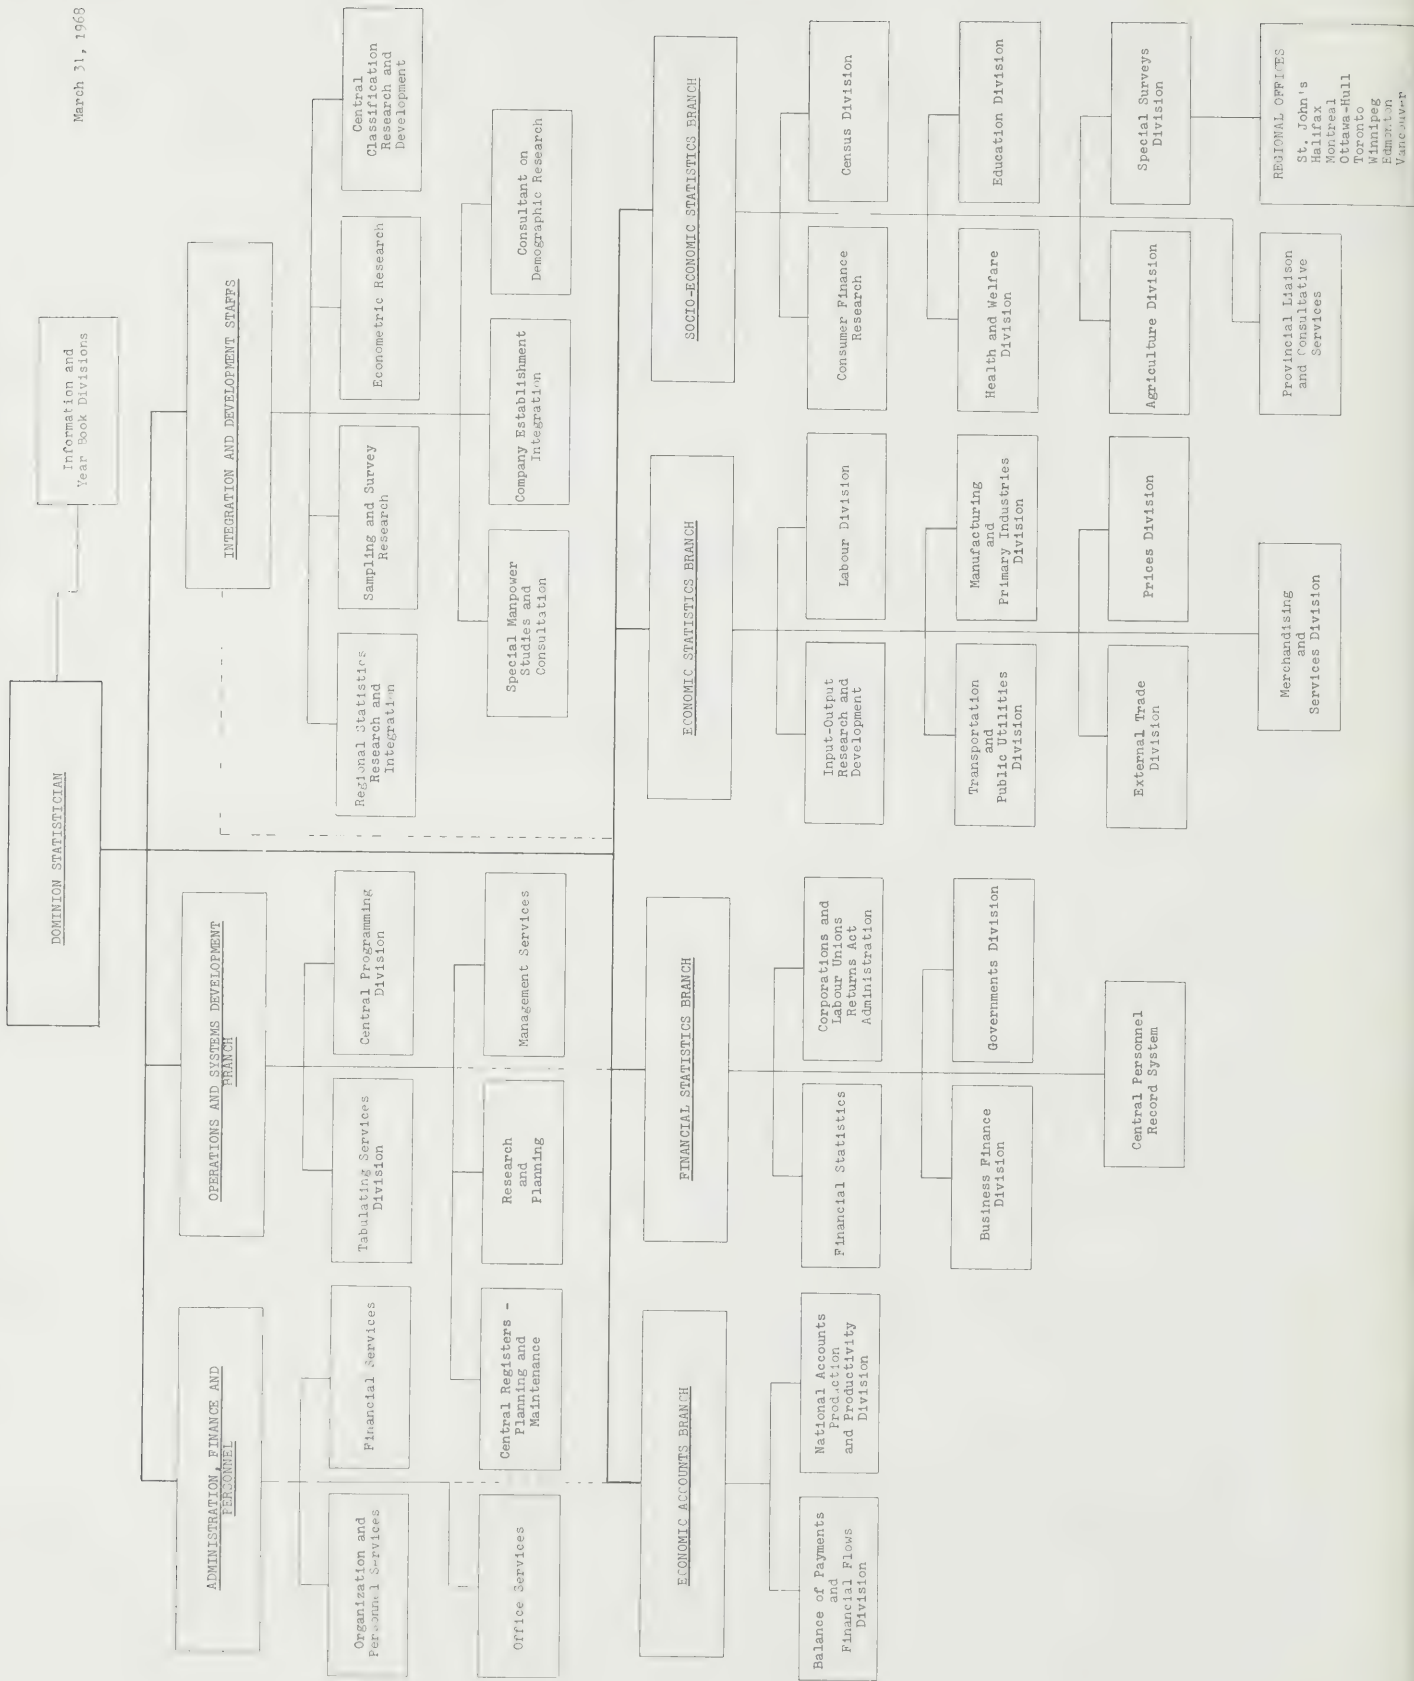 March 31, 1968
DOMINION STATISTICIAN
Information and
Year Book Divisions
ADMINISTRATION, FINANCE AND
PERSONNEL
OPERATIONS AND SYSTEMS DEVELOPMENT
BRANCH
INTEGRATION AND DEVELOPMENT STAFFS
Organization and
Personnel Services
Financial Services
Office Services
Tabulating Services
Division
Central Programming
Division
Central Registers -
Planning and
Maintenance
Research
and
Planning
Management Services
Regional Statistics
Research and
Integration
Sampling and Survey
Research
Econometric Research
Central
Classification
Research and
Development
Special Manpower
Studies and
Consultation
Company Establishment
Integration
Consultant on
Demographic Research
ECONOMIC ACCOUNTS BRANCH
FINANCIAL STATISTICS BRANCH
ECONOMIC STATISTICS BRANCH
SOCIO-ECONOMIC STATISTICS BRANCH
Balance of Payments
and
Financial Flows
Division
National Accounts
Production
and Productivity
Division
Financial Statistics
Corporations and
Labour Unions
Returns Act
Administration
Business Finance
Division
Governments Division
Central Personnel
Record System
Input-Output
Research and
Development
Labour Division
Transportation
and
Public Utilities
Division
Manufacturing
and
Primary Industries
Division
External Trade
Division
Prices Division
Merchandising
and
Services Division
Consumer Finance
Research
Census Division
Health and Welfare
Division
Education Division
Agriculture Division
Special Surveys
Division
Provincial Liaison
and Consultative
Services
REGIONAL OFFICES
St. John's
Halifax
Montreal
Ottawa-Hull
Toronto
Winnipeg
Edmonton
Vancouver